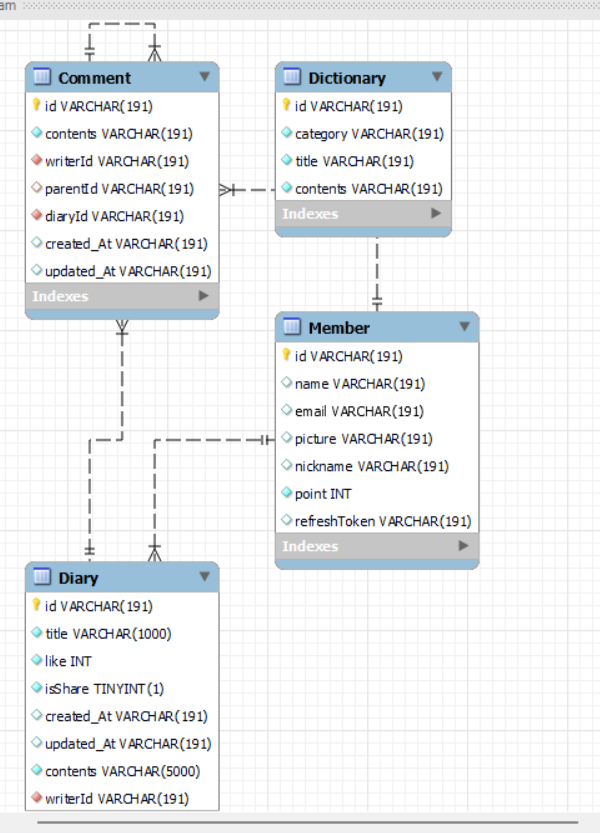 am
Comment
id VARCHAR(191)
contents VARCHAR(191)
writerId VARCHAR(191)
parentId VARCHAR(191)
diaryId VARCHAR(191)
created_At VARCHAR(191)
updated_At VARCHAR(191)
Indexes
Dictionary
id VARCHAR(191)
category VARCHAR(191)
title VARCHAR(191)
contents VARCHAR(191)
Indexes
Member
id VARCHAR(191)
name VARCHAR(191)
email VARCHAR(191)
picture VARCHAR(191)
nickname VARCHAR(191)
point INT
refreshToken VARCHAR(191)
Indexes
Diary
id VARCHAR(191)
title VARCHAR(1000)
like INT
isShare TINYINT(1)
created_At VARCHAR(191)
updated_At VARCHAR(191)
contents VARCHAR(5000)
writerId VARCHAR(191)